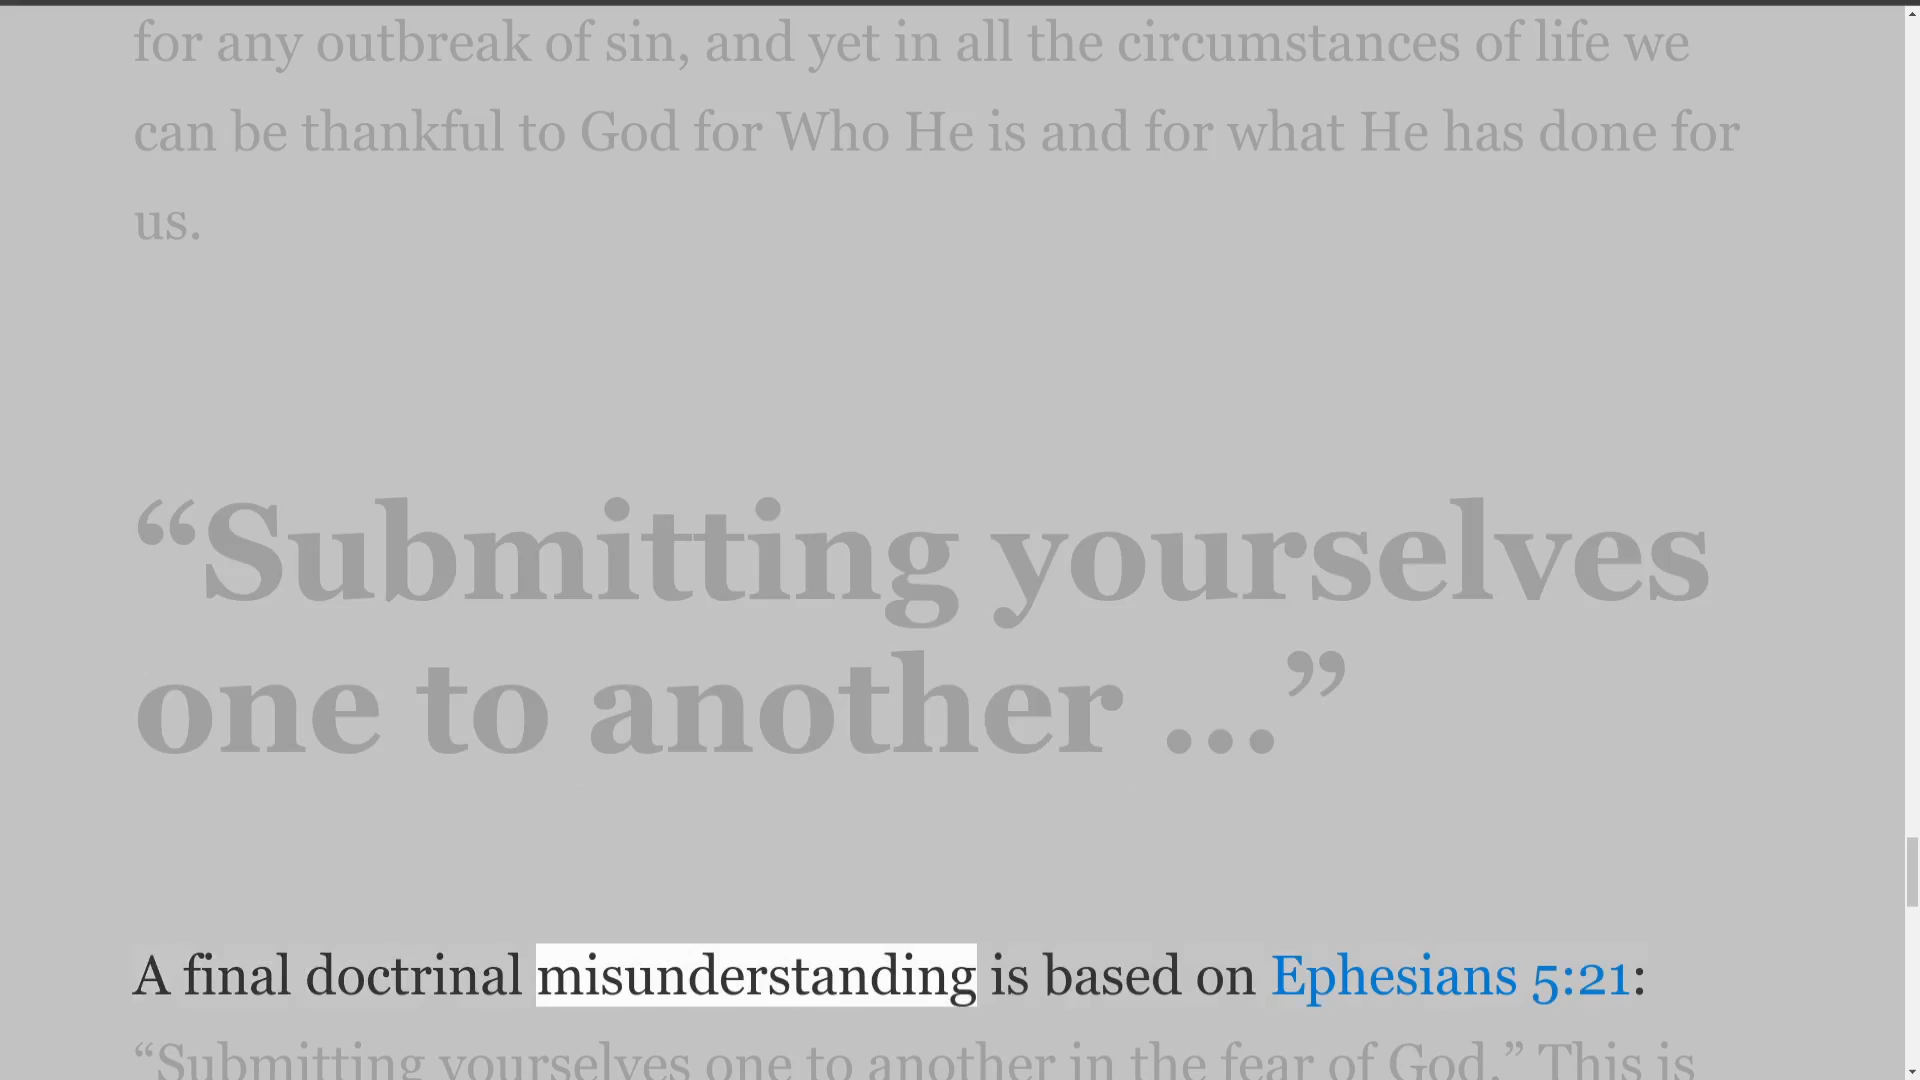 for any outbreak of sin, and yet in all the circumstances of life we
can be thankful to God for Who He is and for what He has done for
us.
“Submitting yourselves
one to another ...”
A final doctrinal misunderstanding is based on Ephesians 5:21:
“Submitting yourselves one to another in the fear of God.” This is